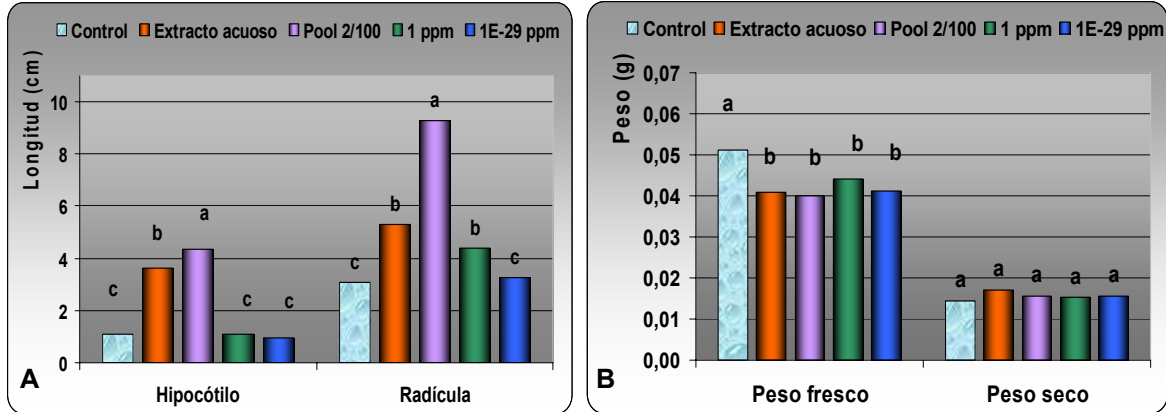 Control Extracto acuoso Pool 2/100 1 ppm 1E-29 ppm
Longitud (cm)
10
8
6
4
2
0
c b a c c
c b a b c
Hipocótilo Radícula
A
Control Extracto acuoso Pool 2/100 1 ppm 1E-29 ppm
Peso (g)
0,07
0,06
0,05
0,04
0,03
0,02
0,01
0,00
a b b b b
a a a a a
Peso fresco Peso seco
B